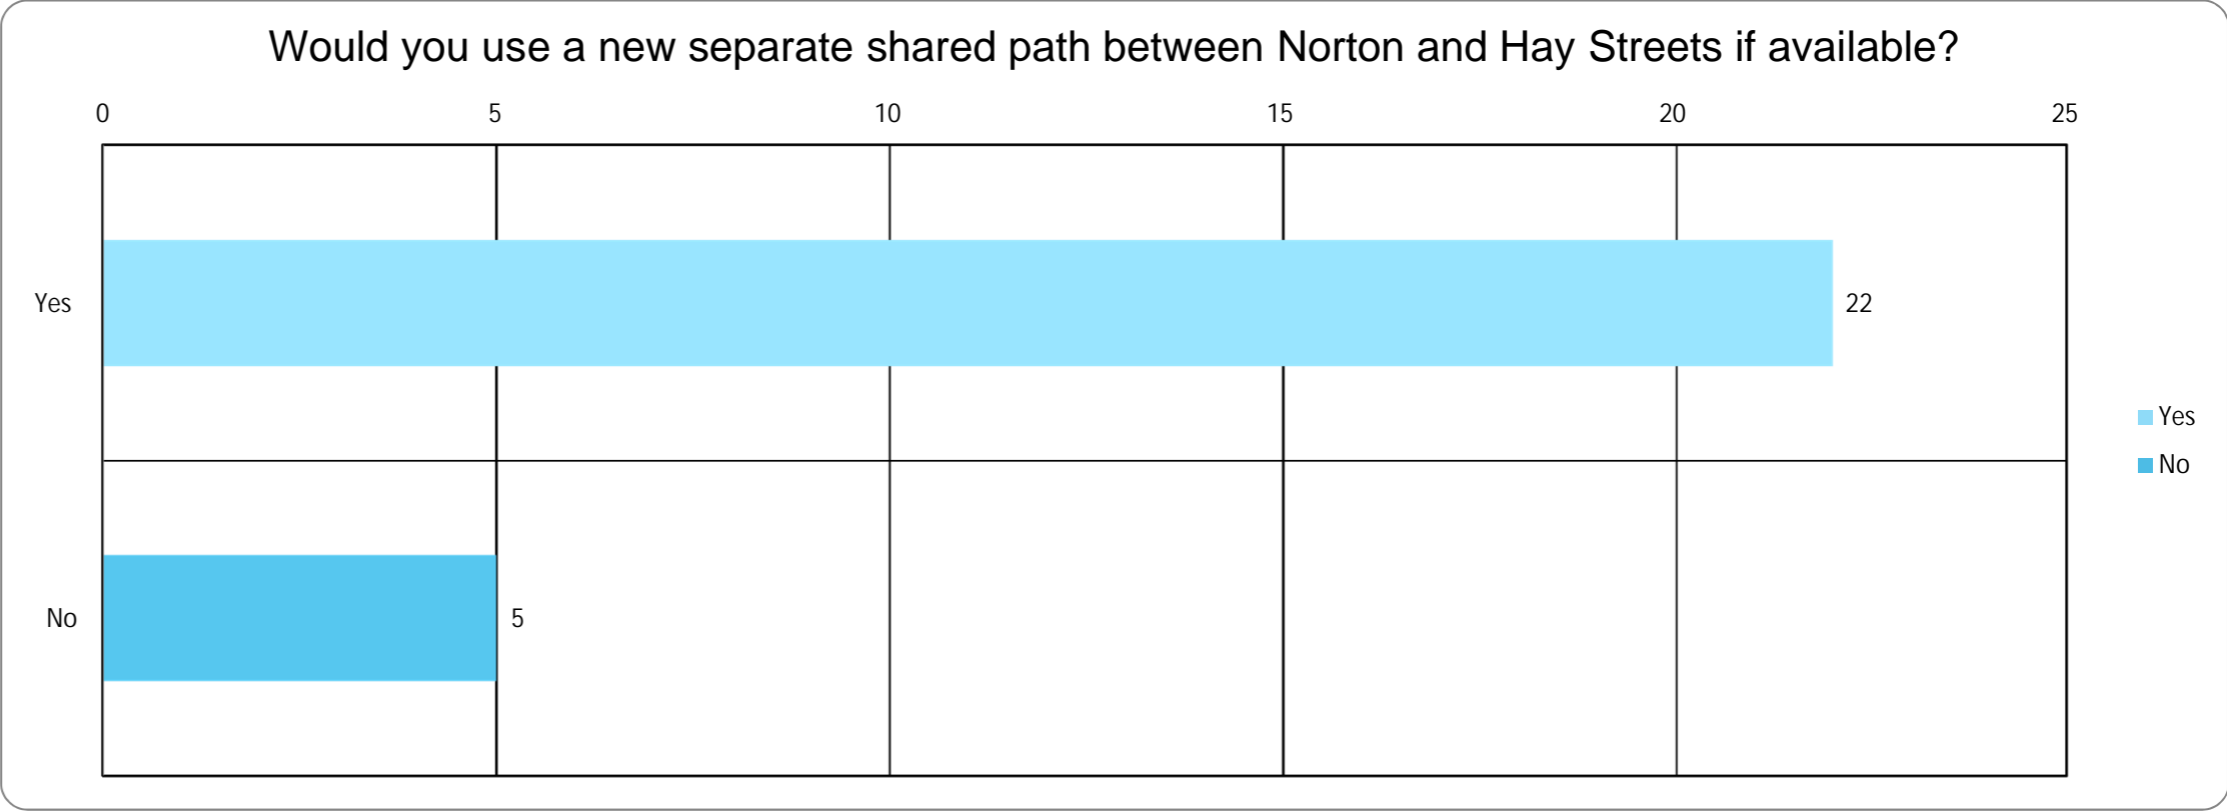 Would you use a new separate shared path between Norton and Hay Streets if available?
0 5 10 15 20 25
Yes 22
No 5
Yes
No